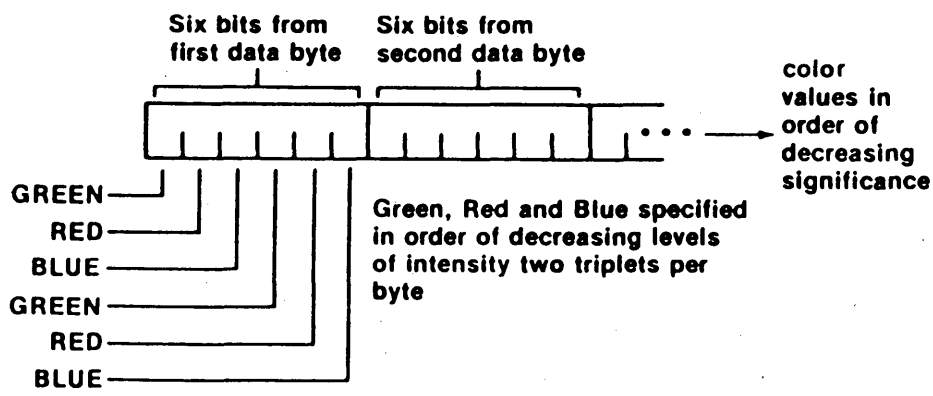 Six bits from
first data byte
Six bits from
second data byte
color
values in
order of
decreasing
significance
GREEN
RED
BLUE
GREEN
RED
BLUE
Green, Red and Blue specified
in order of decreasing levels
of intensity two triplets per
byte